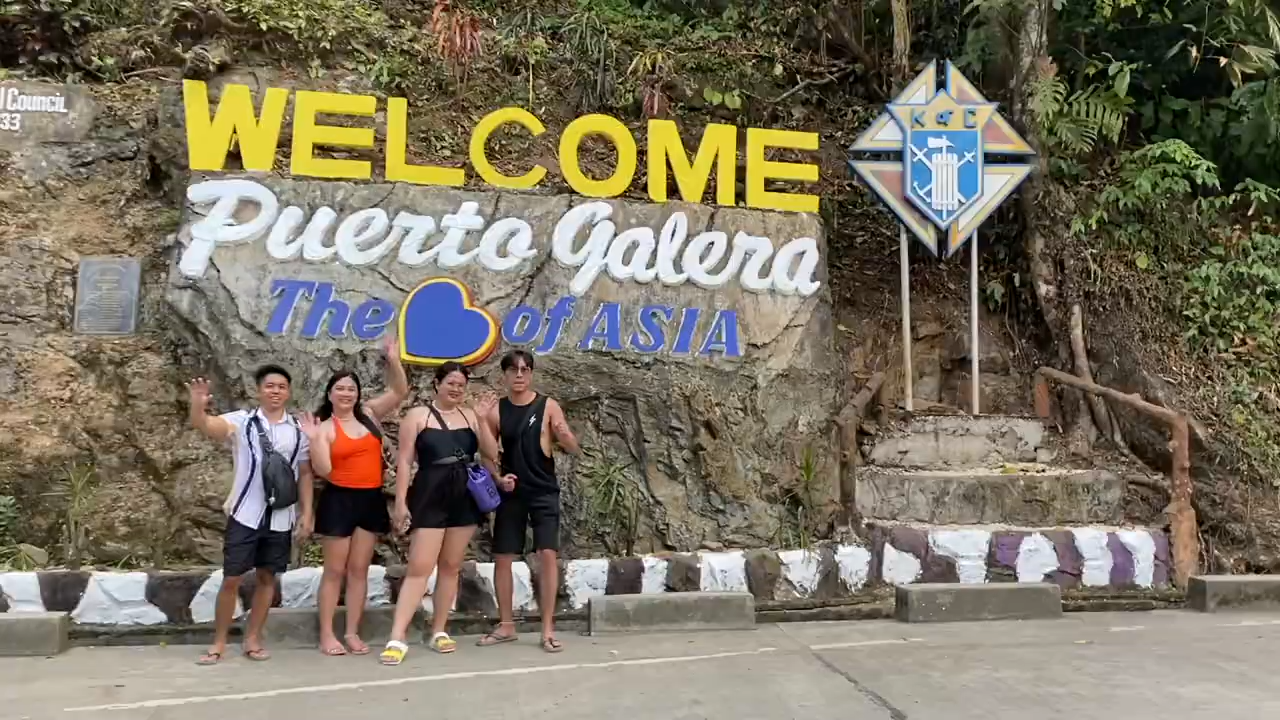 l Council
33
WELCOME
Puerto Galera
The of ASIA
K of C